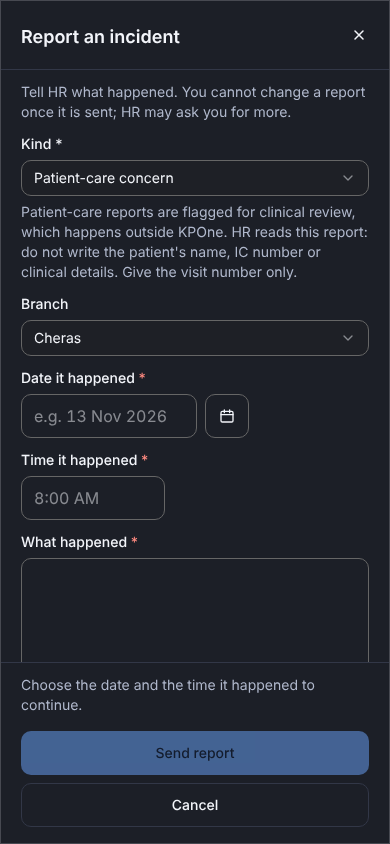 Report an incident
Tell HR what happened. You cannot change a report
once it is sent; HR may ask you for more.
Kind *
Patient-care concern
Patient-care reports are flagged for clinical review,
which happens outside KPOne. HR reads this report:
do not write the patient's name, IC number or
clinical details. Give the visit number only.
Branch
Cheras
Date it happened *
e.g. 13 Nov 2026
Time it happened *
8:00 AM
What happened *
Choose the date and the time it happened to
continue.
Send report
Cancel